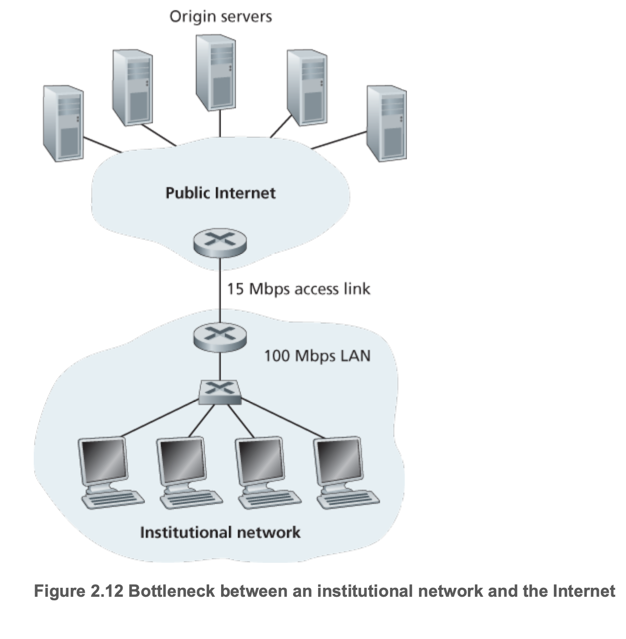 Origin servers
Public Internet
15 Mbps access link
100 Mbps LAN
Institutional network
Figure 2.12 Bottleneck between an institutional network and the Internet